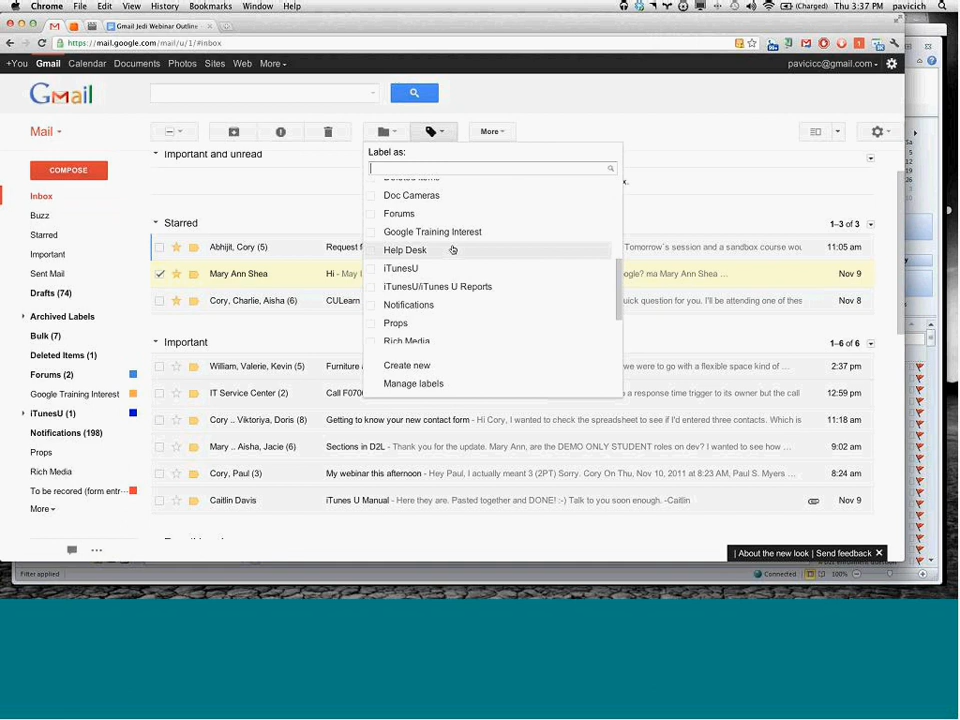 Chrome File Edit View History Bookmarks Window Help (Charged) Thu 3:37 PM pavicich
Gmail Jedi Webinar Outline
https://mail.google.com/mail/u/1/#inbox
+You Gmail Calendar Documents Photos Sites Web More pavicicc@gmail.com
Gmail
Mail More
Label as:
COMPOSE
Important and unread
Deleted Items
Doc Cameras
Forums
Google Training Interest
Help Desk
iTunesU
iTunesU/iTunes U Reports
Notifications
Props
Rich Media
Create new
Manage labels
Inbox
Buzz
Starred
Important
Sent Mail
Drafts (74)
Archived Labels
Bulk (7)
Deleted Items (1)
Forums (2)
Google Training Interest
iTunesU (1)
Notifications (198)
Props
Rich Media
To be recored (form entr...
More
Starred 1–3 of 3
Abhijit, Cory (5) Request f Tomorrow's session and a sandbox course wou 11:05 am
Mary Ann Shea Hi - May I google? ma Mary Ann Shea ... Nov 9
Cory, Charlie, Aisha (6) CULearn quick question for you. I'll be attending one of thes Nov 8
Important 1–6 of 6
William, Valerie, Kevin (5) Furniture be going with a flexible space kind of ... 2:37 pm
IT Service Center (2) Call F070 a response time trigger to its owner but the call 12:59 pm
Cory .. Viktoriya, Doris (8) Getting to know your new contact form - Hi Cory, I wanted to check the spreadsheet to see if I'd entered three contacts. Which is 11:18 am
Mary .. Aisha, Jacie (6) Sections in D2L - Thank you for the update. Mary Ann, are the DEMO ONLY STUDENT roles on dev? I wanted to see how ... 9:02 am
Cory, Paul (3) My webinar this afternoon - Hey Paul, I actually meant 3 (2PT) Sorry. Cory On Thu, Nov 10, 2011 at 8:23 AM, Paul S. Myers ... 8:24 am
Caitlin Davis iTunes U Manual - Here they are. Pasted together and DONE! :-) Talk to you soon enough. -Caitlin Nov 9
| About the new look | Send feedback ×
Filter applied Connected 100%